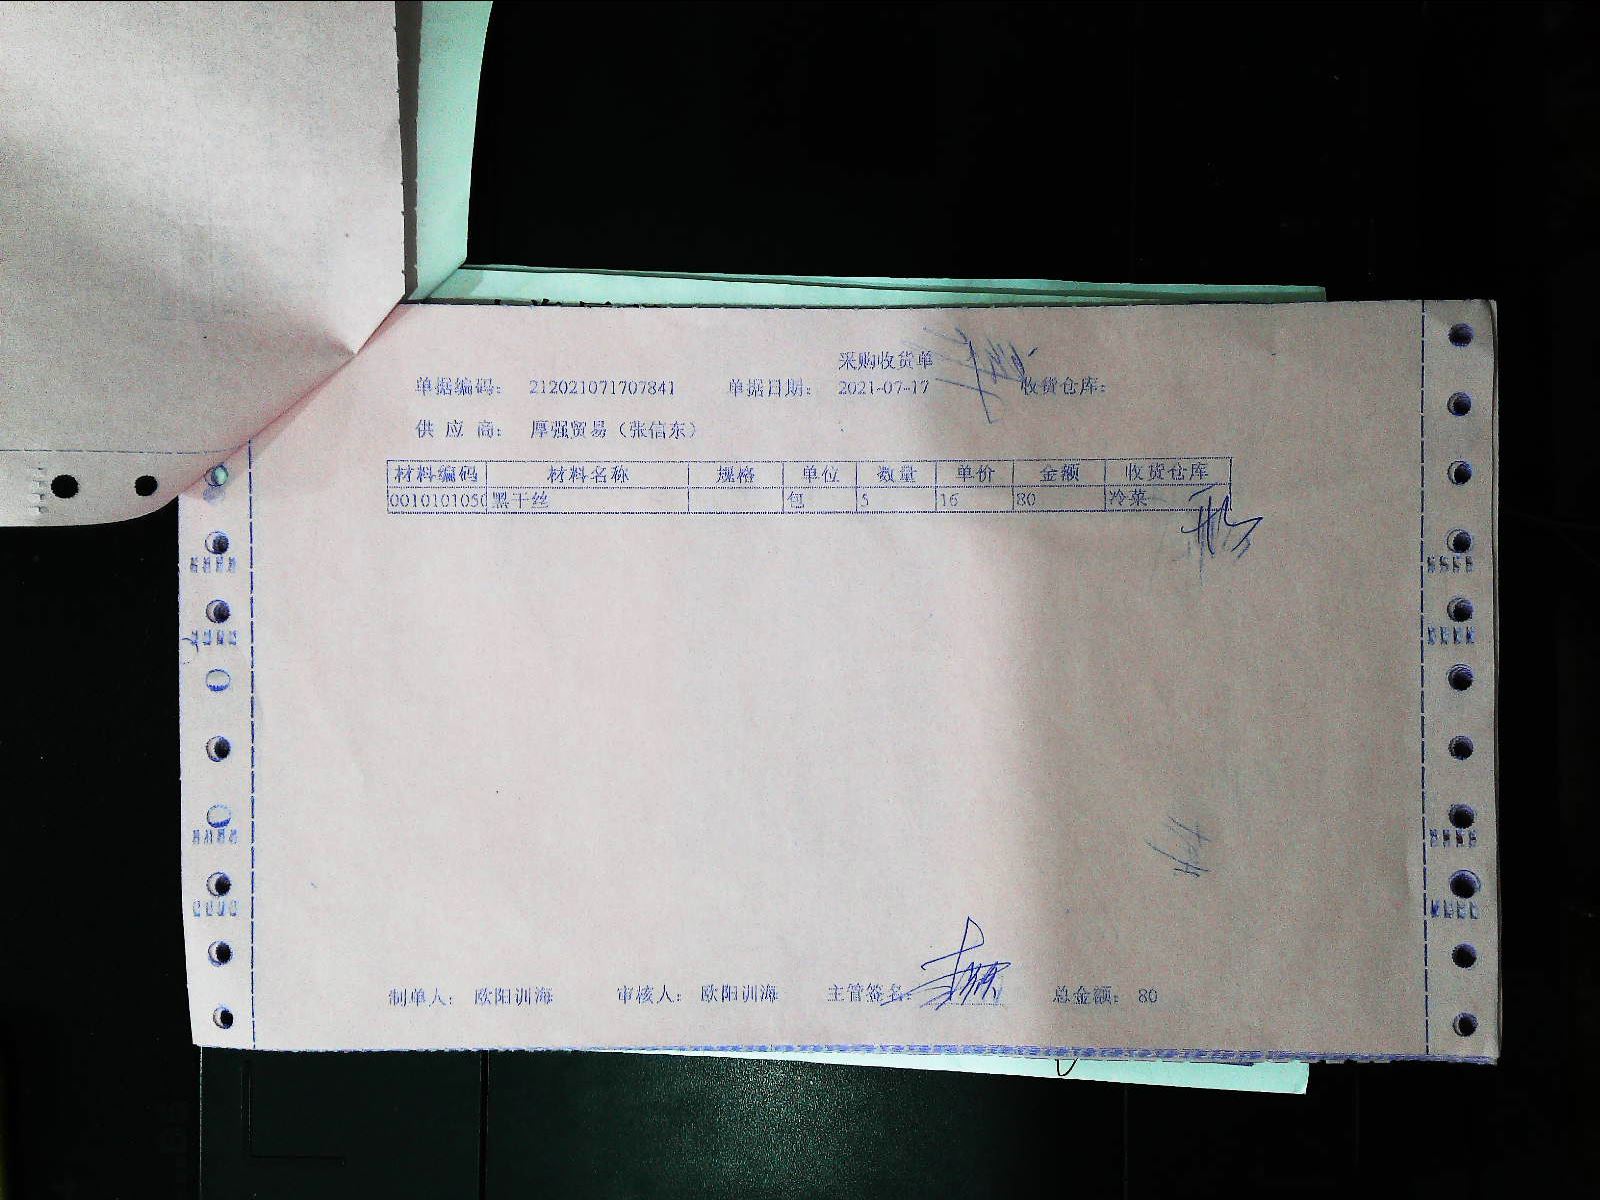 采购收货单
单据编码： 212021071707841 单据日期： 2021-07-17 收货仓库：
供 应 商： 厚强贸易（张信东）
材料编码 材料名称 规格 单位 数量 单价 金额 收货仓库
0010101050 黑干丝 包 5 16 80 冷菜
制单人： 欧阳训海 审核人： 欧阳训海 主管签名： 总金额： 80